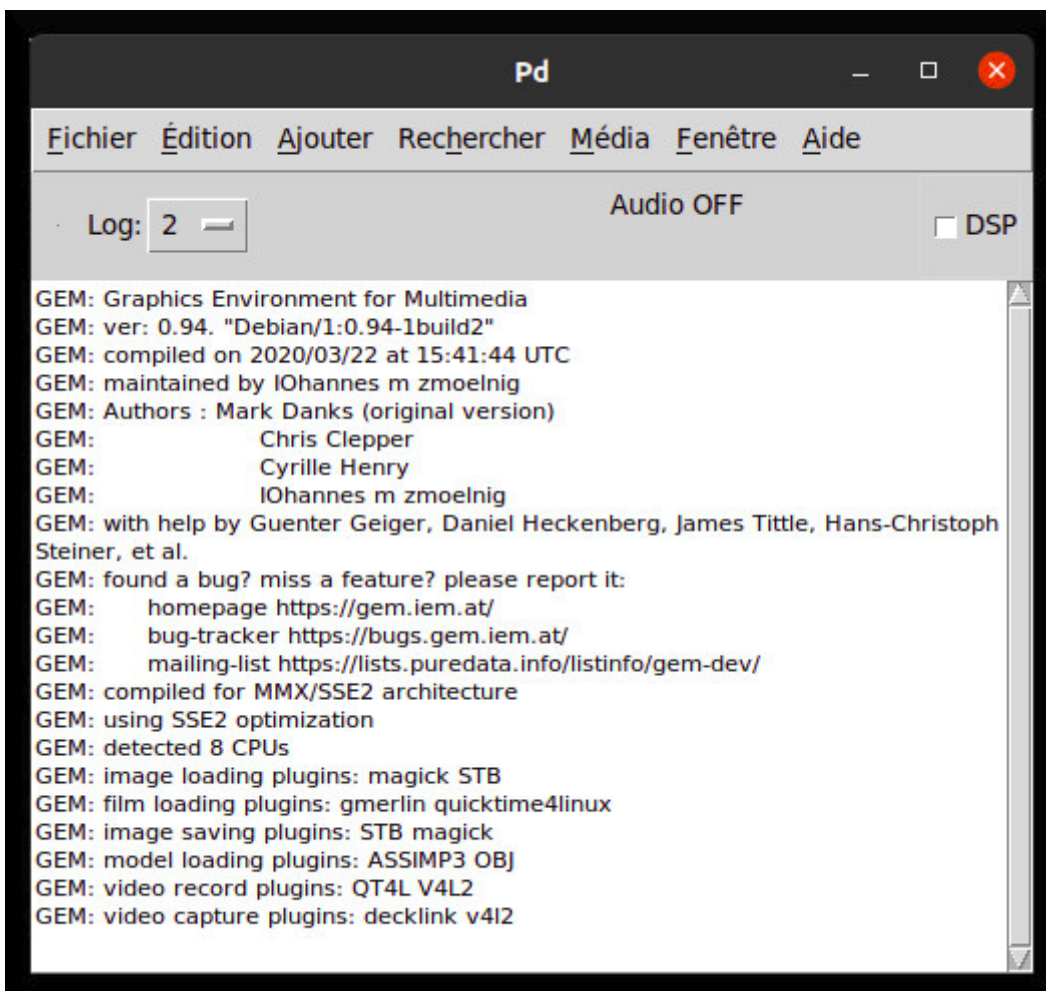 Pd
Fichier Édition Ajouter Rechercher Média Fenêtre Aide
Audio OFF
Log: 2
DSP
GEM: Graphics Environment for Multimedia
GEM: ver: 0.94. "Debian/1:0.94-1build2"
GEM: compiled on 2020/03/22 at 15:41:44 UTC
GEM: maintained by IOhannes m zmoelnig
GEM: Authors : Mark Danks (original version)
GEM: Chris Clepper
GEM: Cyrille Henry
GEM: IOhannes m zmoelnig
GEM: with help by Guenter Geiger, Daniel Heckenberg, James Tittle, Hans-Christoph
Steiner, et al.
GEM: found a bug? miss a feature? please report it:
GEM: homepage https://gem.iem.at/
GEM: bug-tracker https://bugs.gem.iem.at/
GEM: mailing-list https://lists.puredata.info/listinfo/gem-dev/
GEM: compiled for MMX/SSE2 architecture
GEM: using SSE2 optimization
GEM: detected 8 CPUs
GEM: image loading plugins: magick STB
GEM: film loading plugins: gmerlin quicktime4linux
GEM: image saving plugins: STB magick
GEM: model loading plugins: ASSIMP3 OBJ
GEM: video record plugins: QT4L V4L2
GEM: video capture plugins: decklink v4l2